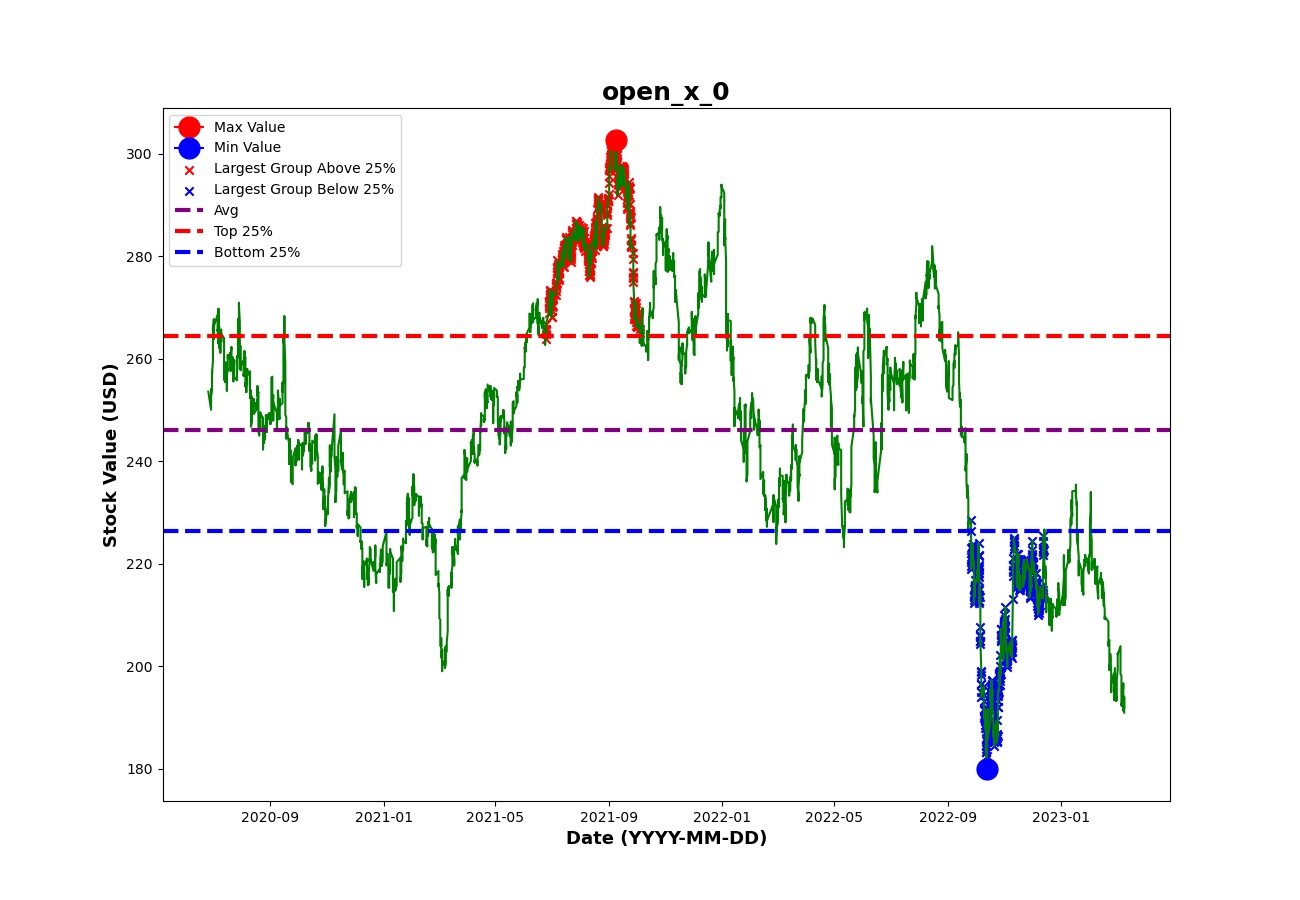 open_x_0
Max Value
Min Value
Largest Group Above 25%
Largest Group Below 25%
Avg
Top 25%
Bottom 25%
300
280
260
240
220
200
180
Stock Value (USD)
2020-09 2021-01 2021-05 2021-09 2022-01 2022-05 2022-09 2023-01
Date (YYYY-MM-DD)